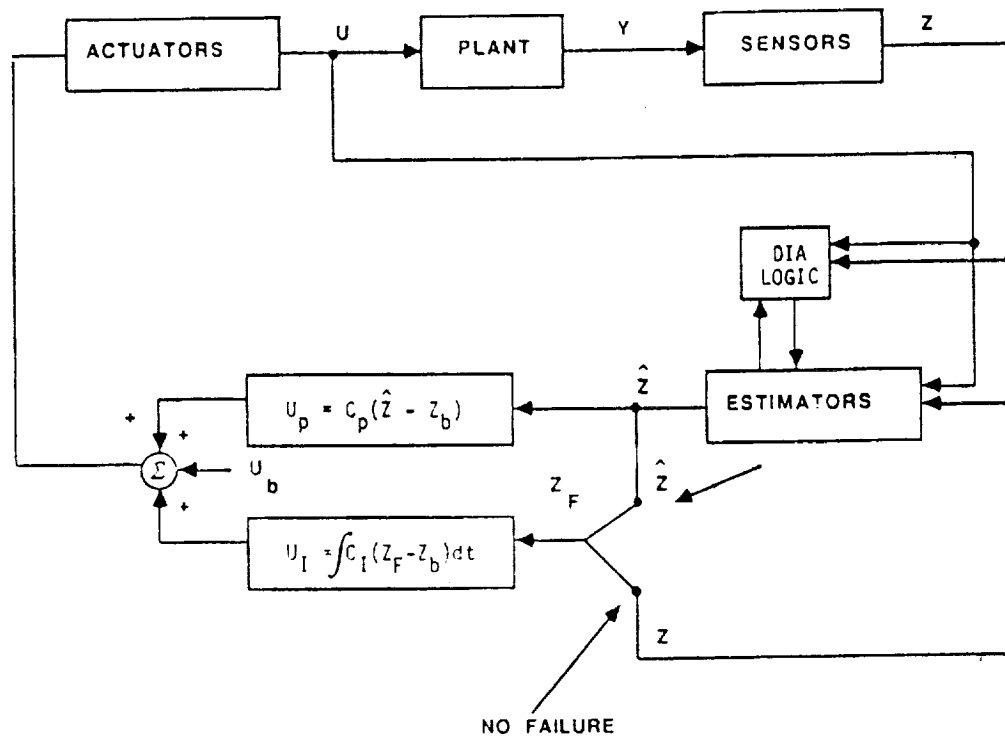 ACTUATORS
U
PLANT
Y
SENSORS
Z
DIA
LOGIC
ESTIMATORS
Ẑ
U_p = C_p(Ẑ - Z_b)
+
+
Σ
U_b
+
Z_F
Ẑ
U_I = ∫C_I(Z_F-Z_b)dt
Z
NO FAILURE